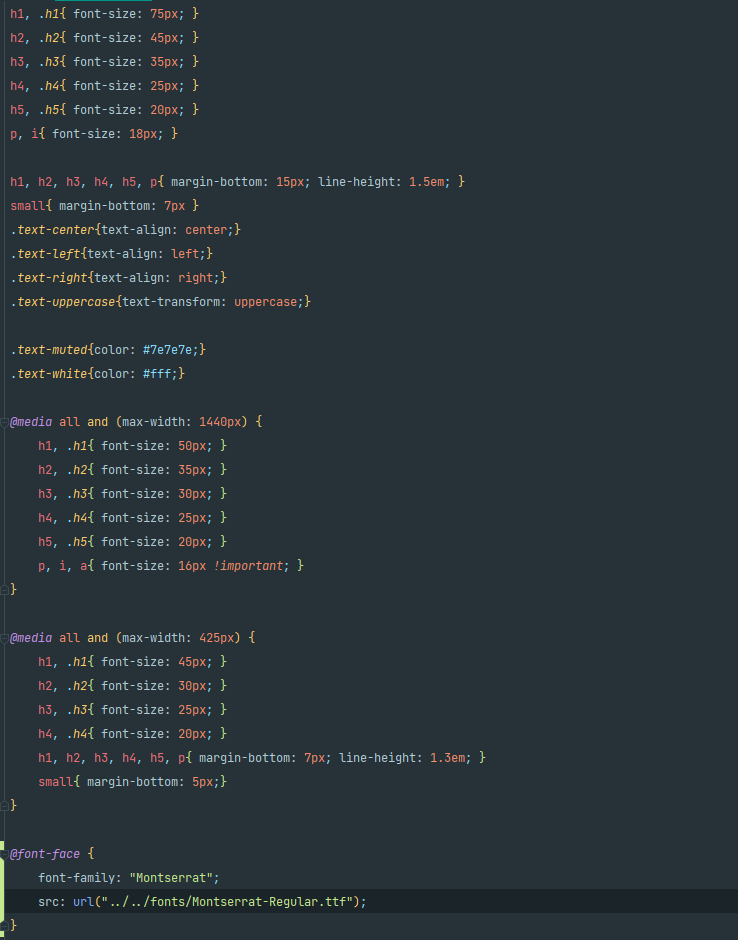 h1, .h1{ font-size: 75px; }
h2, .h2{ font-size: 45px; }
h3, .h3{ font-size: 35px; }
h4, .h4{ font-size: 25px; }
h5, .h5{ font-size: 20px; }
p, i{ font-size: 18px; }
h1, h2, h3, h4, h5, p{ margin-bottom: 15px; line-height: 1.5em; }
small{ margin-bottom: 7px }
.text-center{text-align: center;}
.text-left{text-align: left;}
.text-right{text-align: right;}
.text-uppercase{text-transform: uppercase;}
.text-muted{color: #7e7e7e;}
.text-white{color: #fff;}
@media all and (max-width: 1440px) {
h1, .h1{ font-size: 50px; }
h2, .h2{ font-size: 35px; }
h3, .h3{ font-size: 30px; }
h4, .h4{ font-size: 25px; }
h5, .h5{ font-size: 20px; }
p, i, a{ font-size: 16px !important; }
}
@media all and (max-width: 425px) {
h1, .h1{ font-size: 45px; }
h2, .h2{ font-size: 30px; }
h3, .h3{ font-size: 25px; }
h4, .h4{ font-size: 20px; }
h1, h2, h3, h4, h5, p{ margin-bottom: 7px; line-height: 1.3em; }
small{ margin-bottom: 5px;}
}
@font-face {
font-family: "Montserrat";
src: url("../../fonts/Montserrat-Regular.ttf");
}